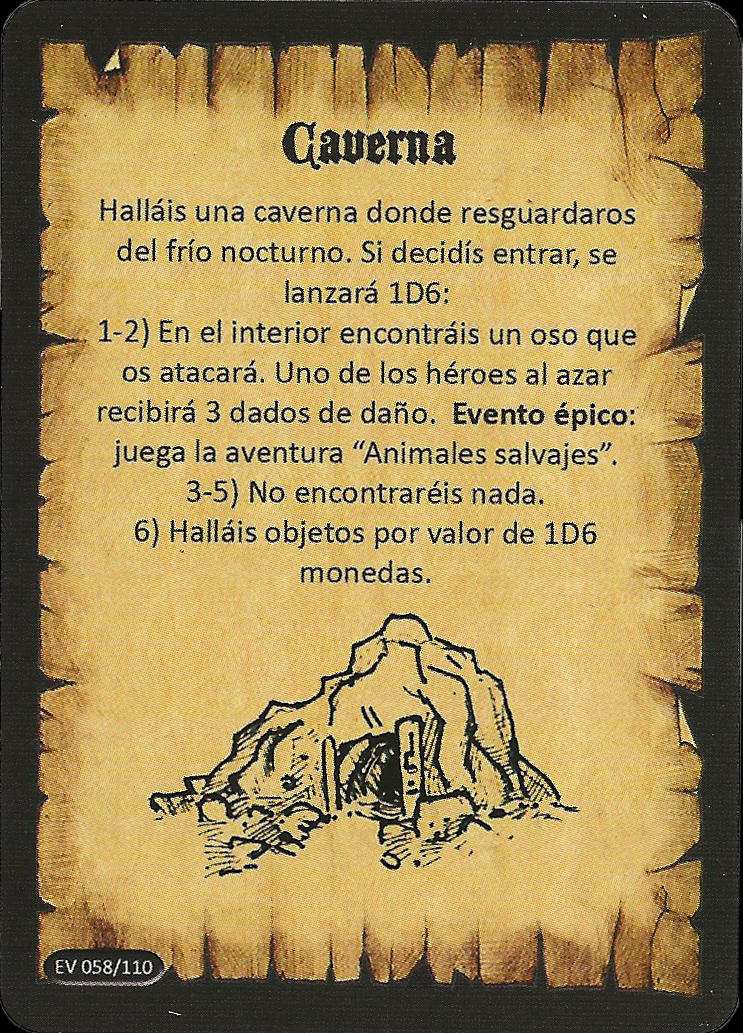 Caverna
Halláis una caverna donde resguardaros
del frío nocturno. Si decidís entrar, se
lanzará 1D6:
1-2) En el interior encontráis un oso que
os atacará. Uno de los héroes al azar
recibirá 3 dados de daño. Evento épico:
juega la aventura “Animales salvajes”.
3-5) No encontraréis nada.
6) Halláis objetos por valor de 1D6
monedas.
EV 058/110